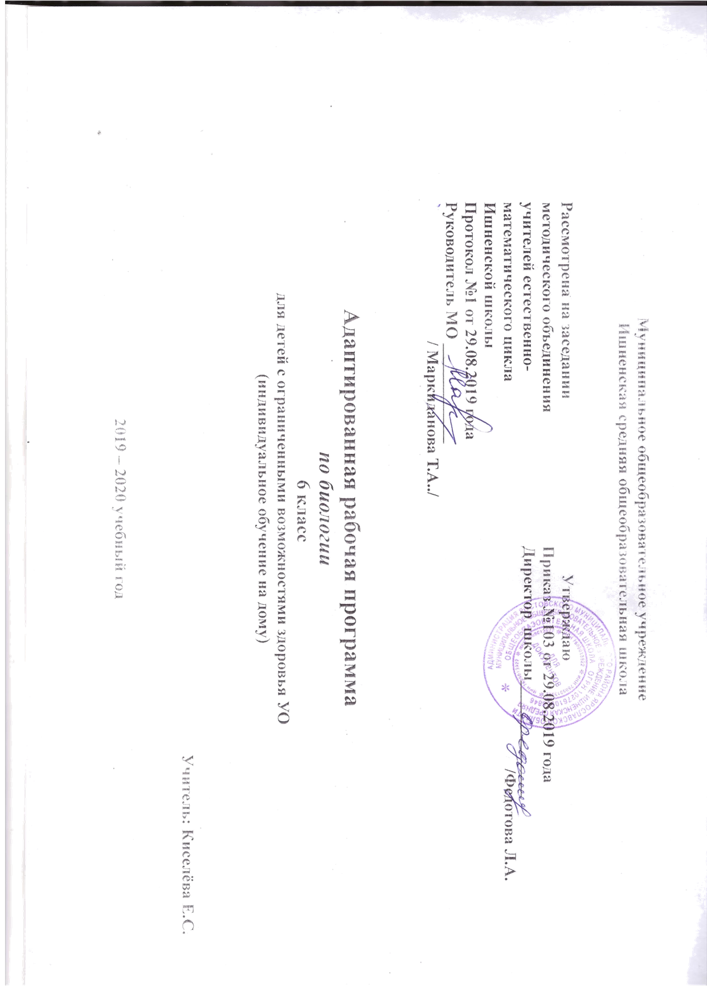 Муниципальное общеобразовательное учреждение
Ишненская средняя общеобразовательная школа
Рассмотрена на заседании
методического объединения
учителей естественно-
математического цикла
Ишненской школы
Протокол №1 от 29.08.2019 года
Руководитель МО
/ Маркиданова Т.А../
Утверждаю
Приказ №103 от 29.08.2019 года
Директор школы
/Федотова Л.А.
ДЛЯ
ДОКУМЕНТОВ
Адаптированная рабочая программа
по биологии
6 класс
для детей с ограниченными возможностями здоровья УО
(индивидуальное обучение на дому)
Учитель: Киселёва Е.С.
2019 – 2020 учебный год